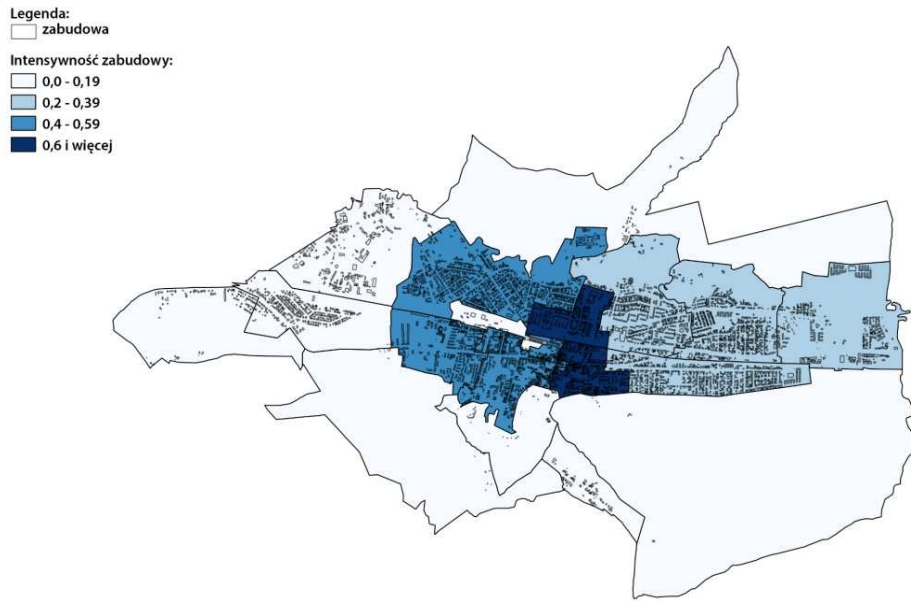 Legenda:
zabudowa
Intensywność zabudowy:
0,0 - 0,19
0,2 - 0,39
0,4 - 0,59
0,6 i więcej